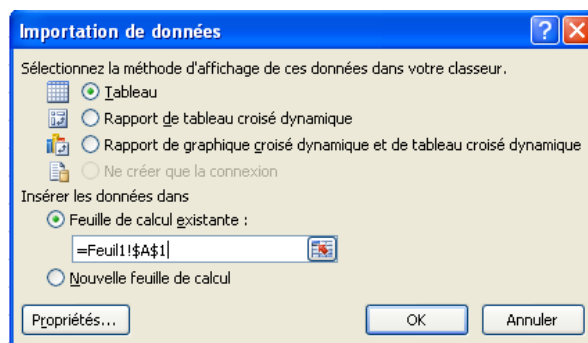 Importation de données
Sélectionnez la méthode d'affichage de ces données dans votre classeur.
Tableau
Rapport de tableau croisé dynamique
Rapport de graphique croisé dynamique et de tableau croisé dynamique
Ne créer que la connexion
Insérer les données dans
Feuille de calcul existante :
=Feuil1!$A$1
Nouvelle feuille de calcul
Propriétés...
OK
Annuler